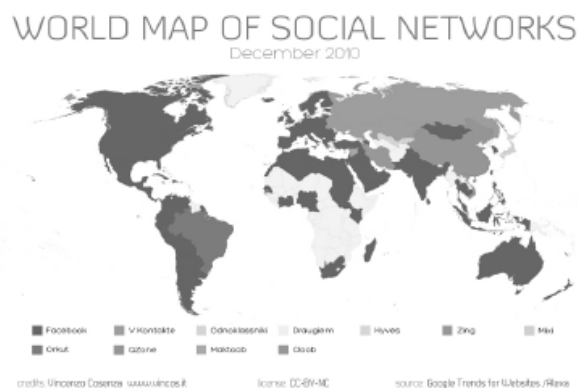 WORLD MAP OF SOCIAL NETWORKS
December 2010
Facebook V Kontakte Odnoklassniki Draugiem Hyves Zing Mixi
Orkut QZone Maktoob Cloob
credits: Vincenzo Cosenza www.vincos.it license: CC-BY-NC source: Google Trends for Websites /Alexa